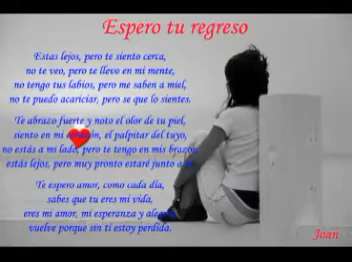 Espero tu regreso
Estas lejos, pero te siento cerca,
no te veo, pero te llevo en mi mente,
no tengo tus labios, pero me saben a miel,
no te puedo acariciar, pero se que lo sientes.
Te abrazo fuerte y noto el olor de tu piel,
siento en mi corazón, el palpitar del tuyo,
no estás a mi lado, pero te tengo en mis brazos
estás lejos, pero muy pronto estaré junto a
Te espero amor, como cada día,
sabes que tu eres mi vida,
eres mi amor, mi esperanza y alegría,
vuelve porque sin ti estoy perdida.
Joan